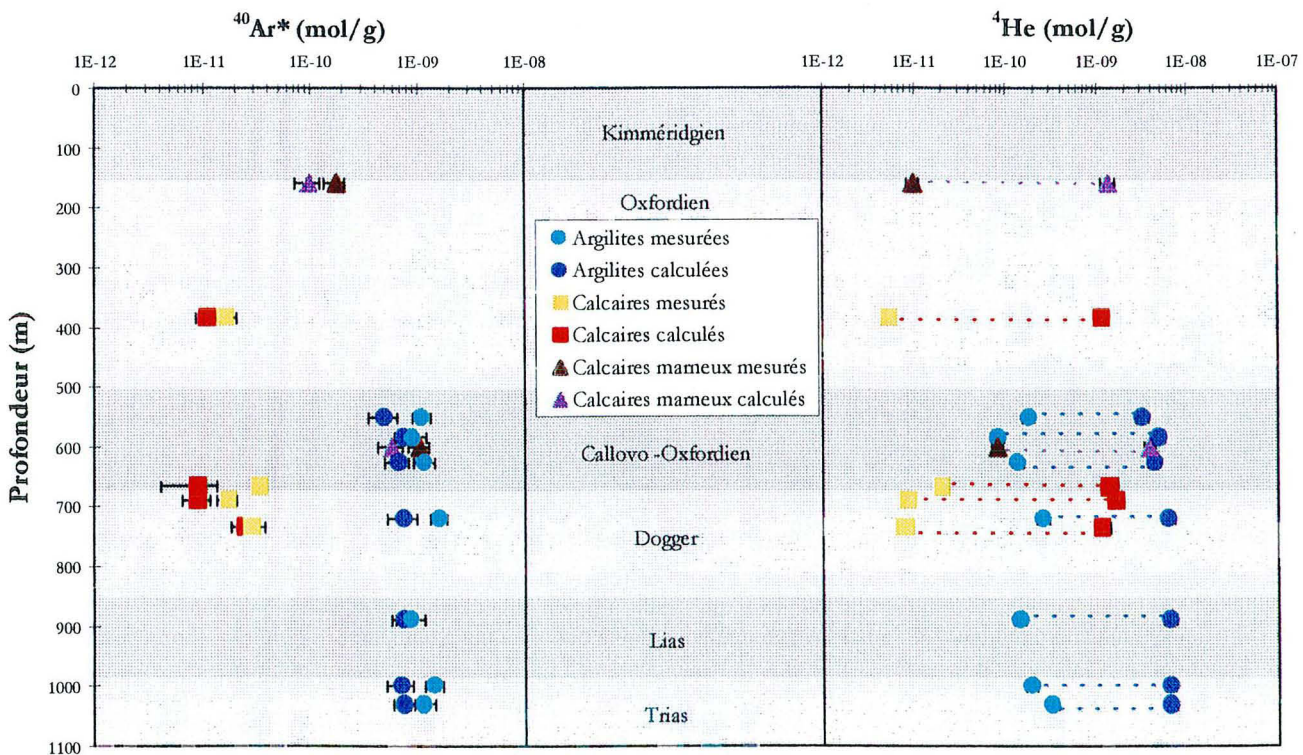 ⁴⁰Ar* (mol/g)
⁴He (mol/g)
1E-12 1E-11 1E-10 1E-09 1E-08
1E-12 1E-11 1E-10 1E-09 1E-08 1E-07
Profondeur (m)
0
100
200
300
400
500
600
700
800
900
1000
1100
Kimméridgien
Oxfordien
Argilites mesurées
Argilites calculées
Calcaires mesurés
Calcaires calculés
Calcaires mameux mesurés
Calcaires mameux calculés
Callovo -Oxfordien
Dogger
Lias
Trias